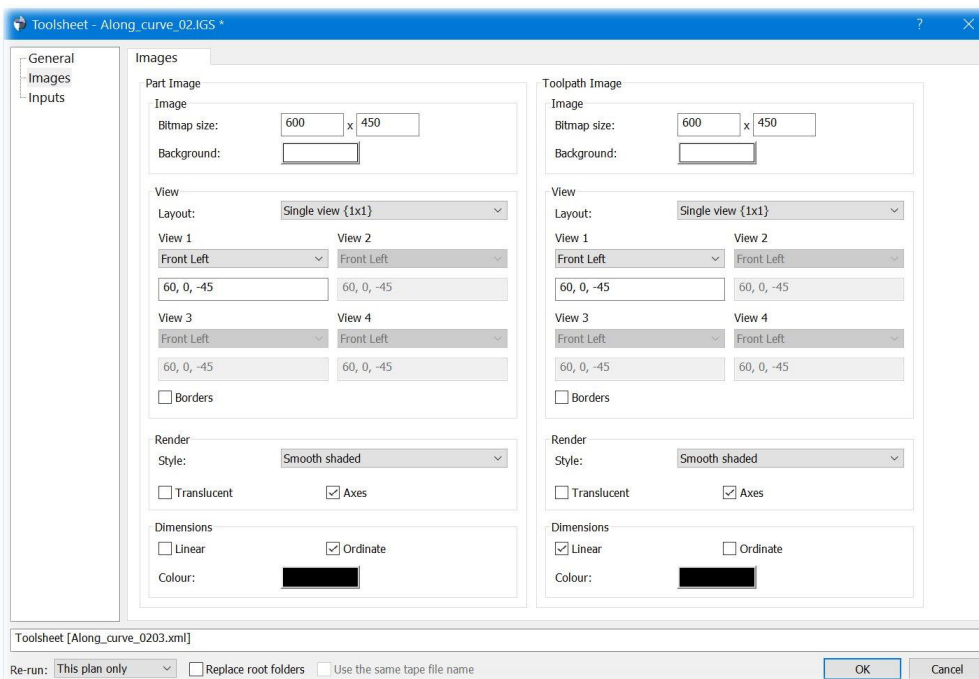 Toolsheet - Along_curve_02.IGS *
?
General
Images
Inputs
Images
Part Image
Image
Bitmap size: 600 x 450
Background:
View
Layout: Single view {1x1}
View 1 View 2
Front Left Front Left
60, 0, -45 60, 0, -45
View 3 View 4
Front Left Front Left
60, 0, -45 60, 0, -45
Borders
Render
Style: Smooth shaded
Translucent Axes
Dimensions
Linear Ordinate
Colour:
Toolpath Image
Image
Bitmap size: 600 x 450
Background:
View
Layout: Single view {1x1}
View 1 View 2
Front Left Front Left
60, 0, -45 60, 0, -45
View 3 View 4
Front Left Front Left
60, 0, -45 60, 0, -45
Borders
Render
Style: Smooth shaded
Translucent Axes
Dimensions
Linear Ordinate
Colour:
Toolsheet [Along_curve_0203.xml]
Re-run: This plan only Replace root folders Use the same tape file name OK Cancel